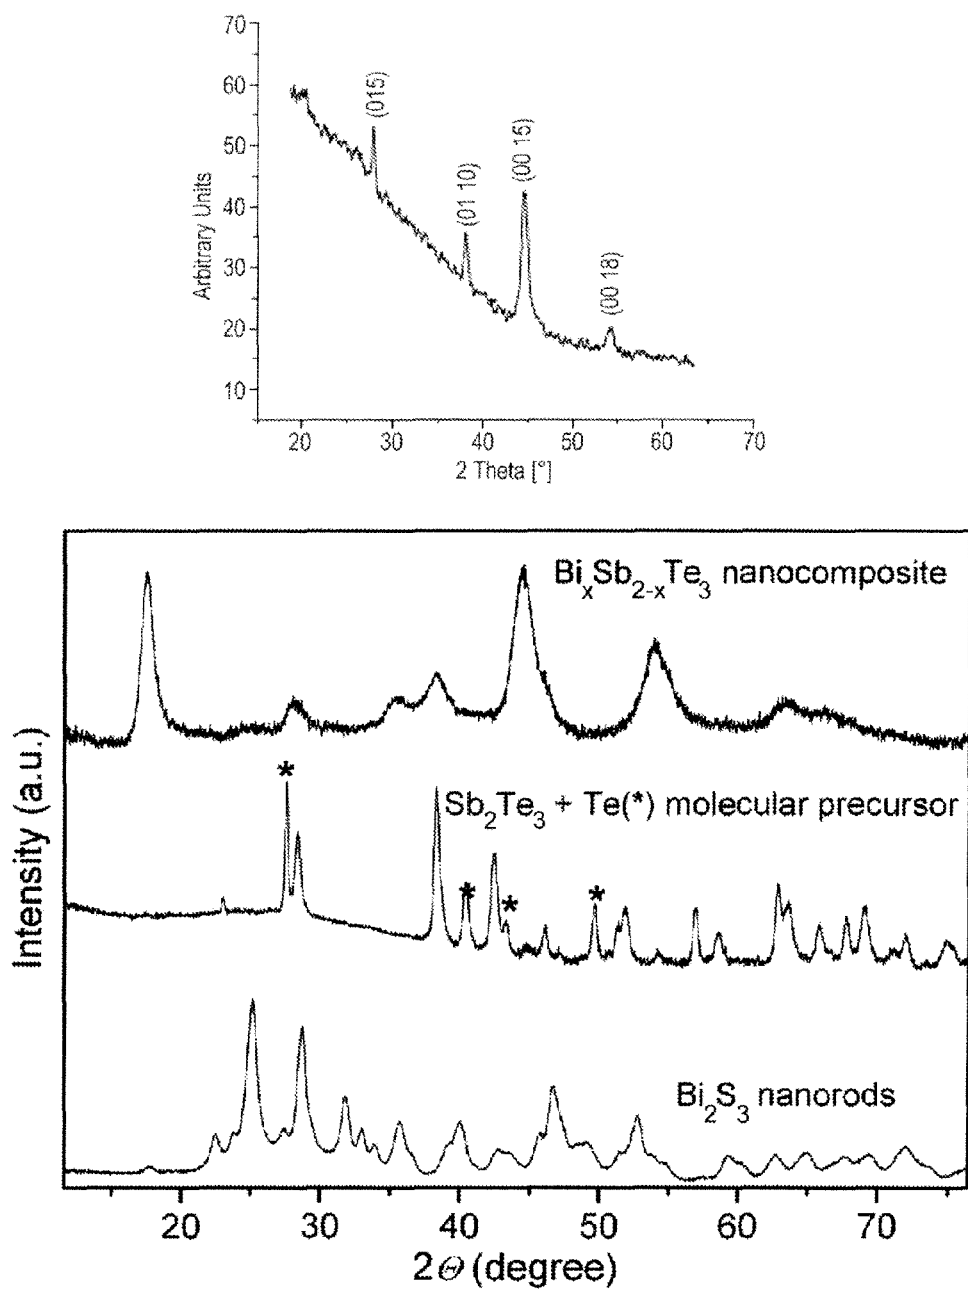 70
60
50
40
30
20
10
Arbitrary Units
(015)
(01 10)
(00 15)
(00 18)
20 30 40 50 60 70
2 Theta [°]
Intensity (a.u.)
BiₓSb₂₋ₓTe₃ nanocomposite
*
Sb₂Te₃ + Te(*) molecular precursor
* * *
Bi₂S₃ nanorods
20 30 40 50 60 70
2Θ (degree)